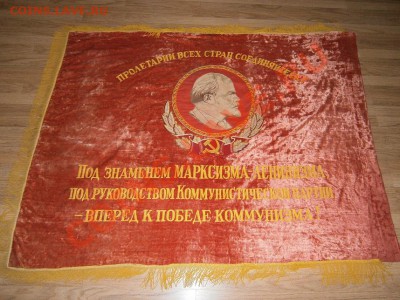 ПРОЛЕТАРИИ ВСЕХ СТРАН СОЕДИНЯЙТЕСЬ!
ПОД ЗНАМЕНЕМ МАРКСИЗМА-ЛЕНИНИЗМА,
ПОД РУКОВОДСТВОМ КОММУНИСТИЧЕСКОЙ ПАРТИИ
– ВПЕРЕД К ПОБЕДЕ КОММУНИЗМА!